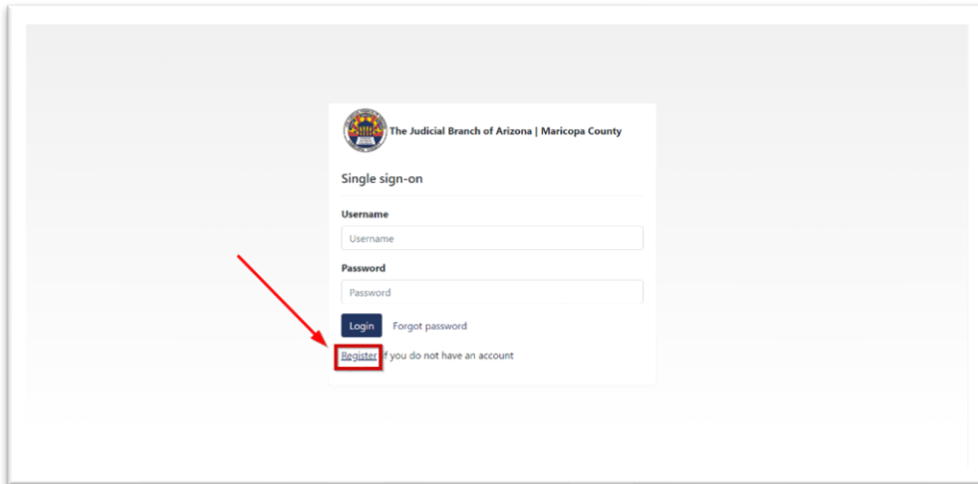 The Judicial Branch of Arizona | Maricopa County
Single sign-on
Username
Username
Password
Password
Login Forgot password
Register if you do not have an account